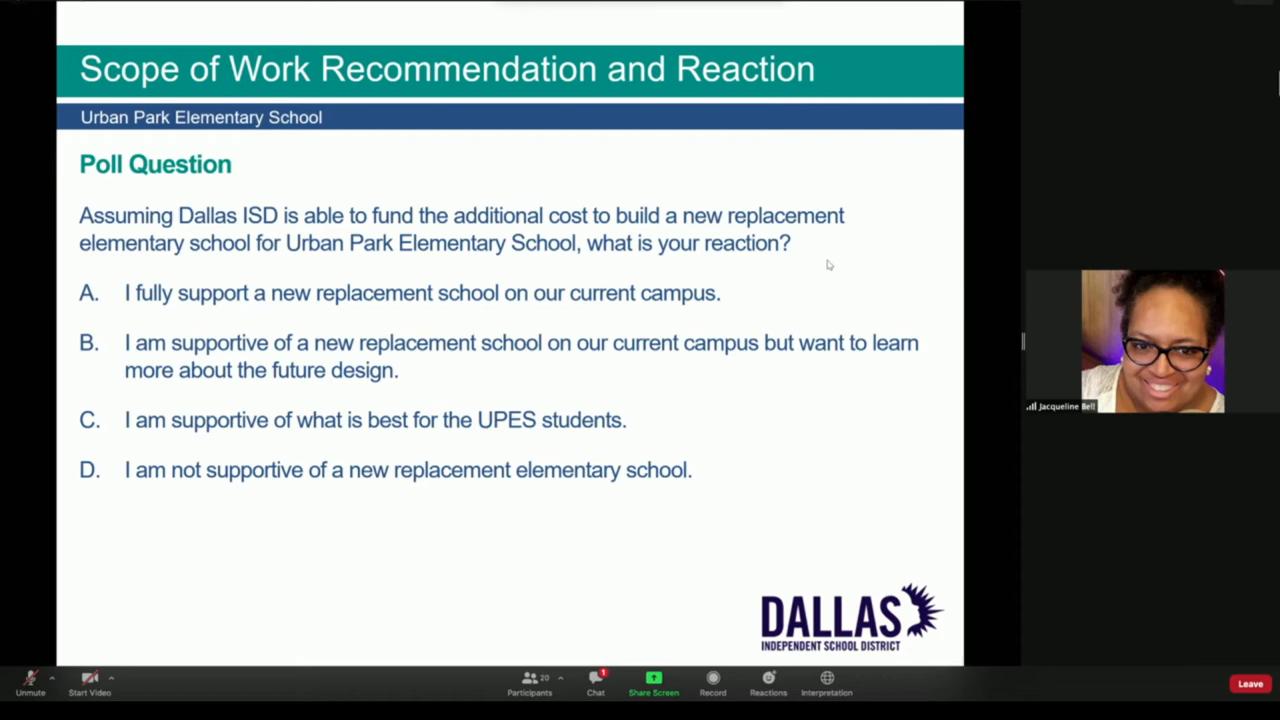 Scope of Work Recommendation and Reaction
Urban Park Elementary School
Poll Question
Assuming Dallas ISD is able to fund the additional cost to build a new replacement
elementary school for Urban Park Elementary School, what is your reaction?
A. I fully support a new replacement school on our current campus.
B. I am supportive of a new replacement school on our current campus but want to learn
more about the future design.
C. I am supportive of what is best for the UPES students.
D. I am not supportive of a new replacement elementary school.
Jacqueline Bell
DALLAS
INDEPENDENT SCHOOL DISTRICT
Unmute
Start Video
20
Participants
1
Chat
Share Screen
Record
Reactions
Interpretation
Leave